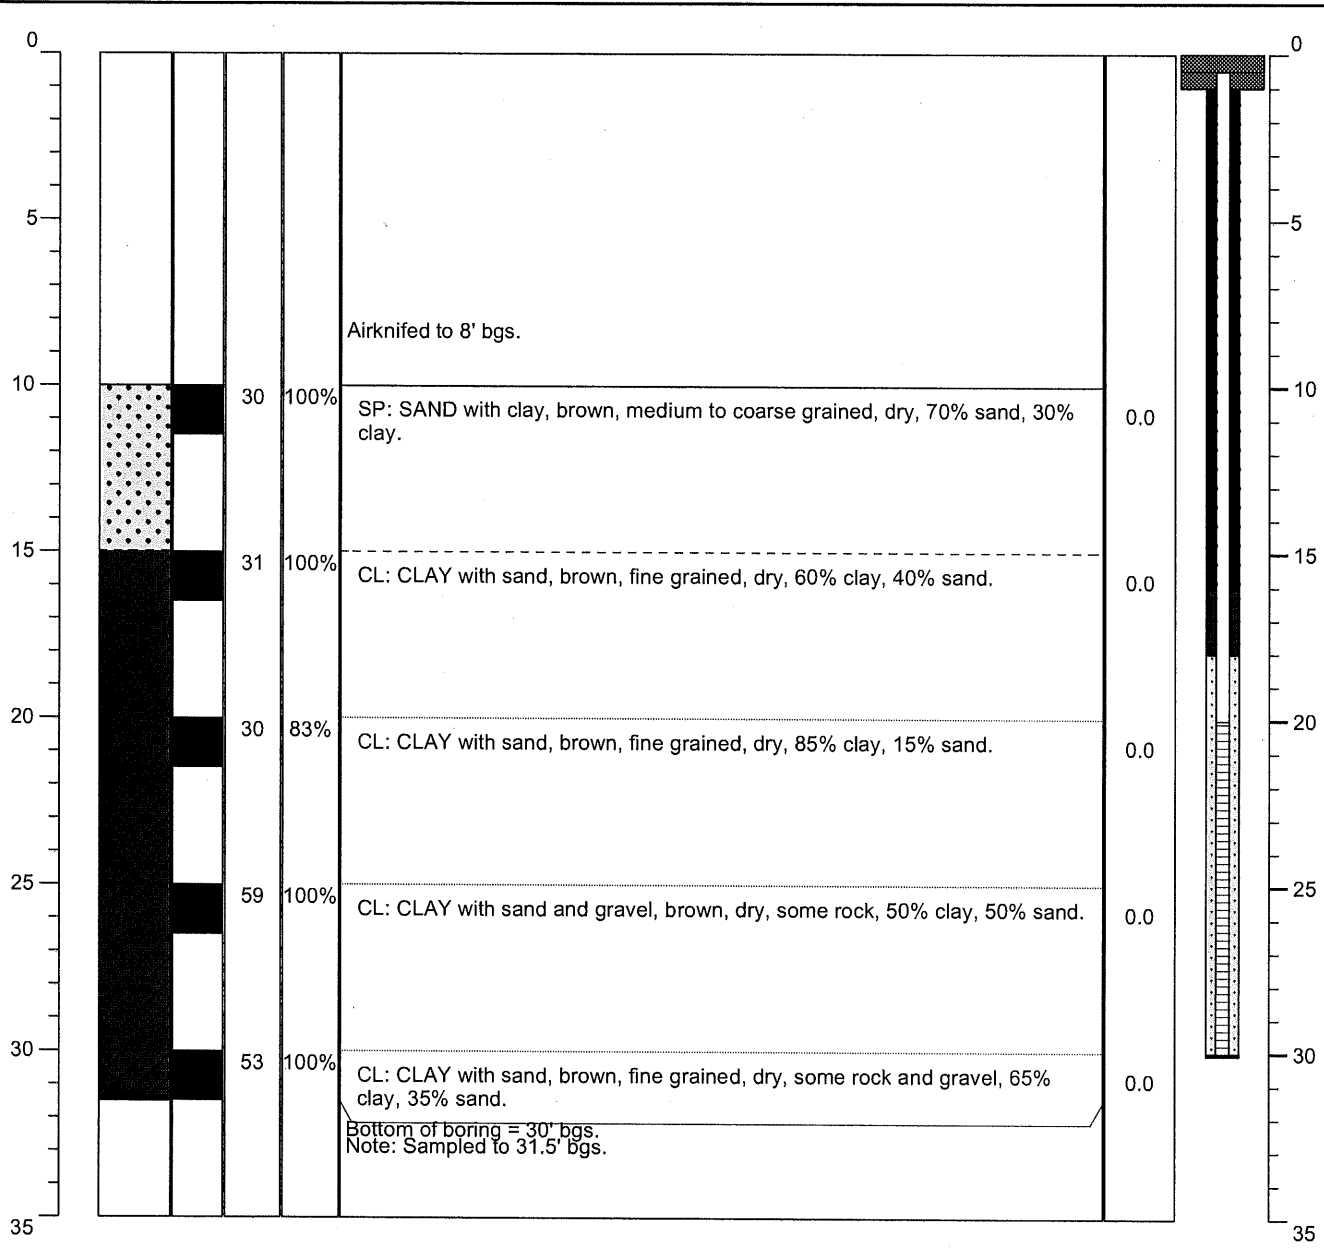 0 0
5 5
Airknifed to 8' bgs.
10 30 100% 10
SP: SAND with clay, brown, medium to coarse grained, dry, 70% sand, 30% 0.0
clay.
15 31 100% 15
CL: CLAY with sand, brown, fine grained, dry, 60% clay, 40% sand. 0.0
20 30 83% 20
CL: CLAY with sand, brown, fine grained, dry, 85% clay, 15% sand. 0.0
25 59 100% 25
CL: CLAY with sand and gravel, brown, dry, some rock, 50% clay, 50% sand. 0.0
30 53 100% 30
CL: CLAY with sand, brown, fine grained, dry, some rock and gravel, 65% 0.0
clay, 35% sand.
Bottom of boring = 30' bgs.
Note: Sampled to 31.5' bgs.
35 35